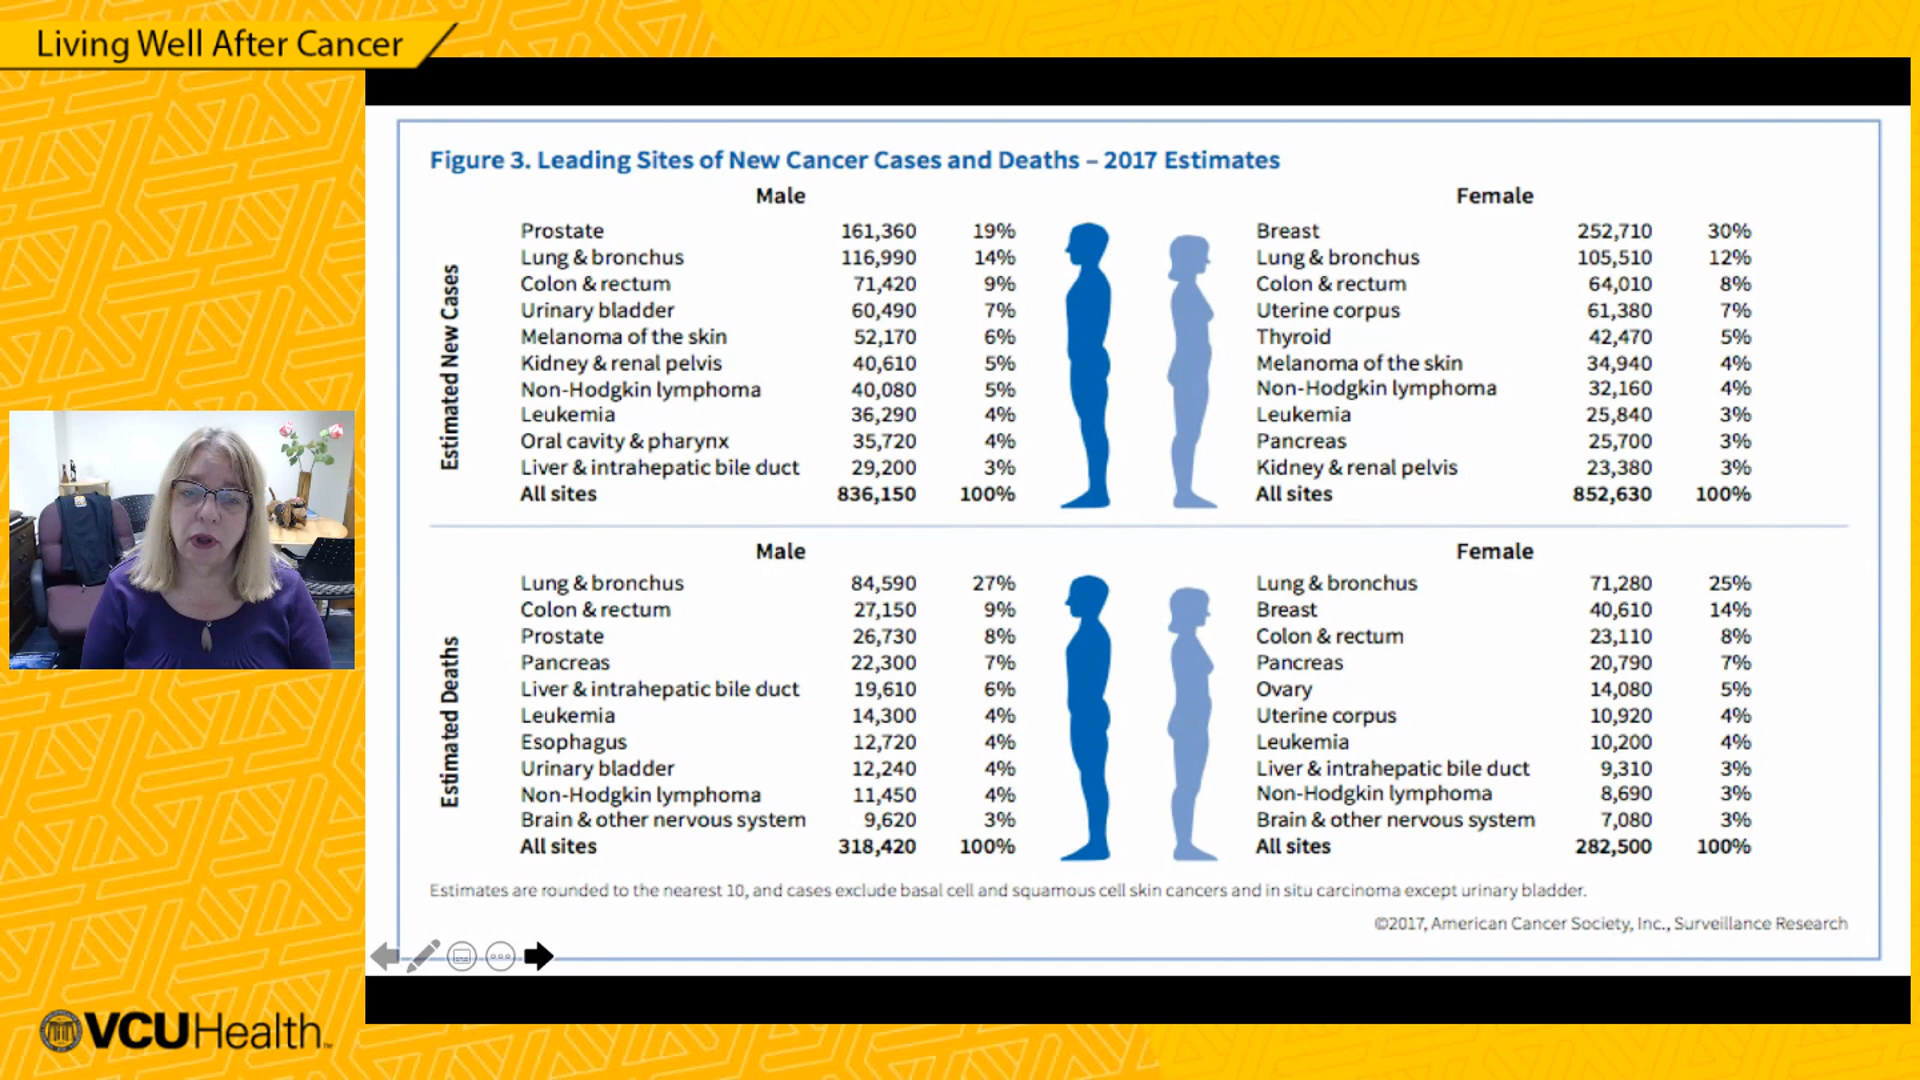 Living Well After Cancer
Figure 3. Leading Sites of New Cancer Cases and Deaths – 2017 Estimates
Estimated New Cases
Male
Prostate 161,360 19%
Lung & bronchus 116,990 14%
Colon & rectum 71,420 9%
Urinary bladder 60,490 7%
Melanoma of the skin 52,170 6%
Kidney & renal pelvis 40,610 5%
Non-Hodgkin lymphoma 40,080 5%
Leukemia 36,290 4%
Oral cavity & pharynx 35,720 4%
Liver & intrahepatic bile duct 29,200 3%
All sites 836,150 100%
Female
Breast 252,710 30%
Lung & bronchus 105,510 12%
Colon & rectum 64,010 8%
Uterine corpus 61,380 7%
Thyroid 42,470 5%
Melanoma of the skin 34,940 4%
Non-Hodgkin lymphoma 32,160 4%
Leukemia 25,840 3%
Pancreas 25,700 3%
Kidney & renal pelvis 23,380 3%
All sites 852,630 100%
Estimated Deaths
Male
Lung & bronchus 84,590 27%
Colon & rectum 27,150 9%
Prostate 26,730 8%
Pancreas 22,300 7%
Liver & intrahepatic bile duct 19,610 6%
Leukemia 14,300 4%
Esophagus 12,720 4%
Urinary bladder 12,240 4%
Non-Hodgkin lymphoma 11,450 4%
Brain & other nervous system 9,620 3%
All sites 318,420 100%
Female
Lung & bronchus 71,280 25%
Breast 40,610 14%
Colon & rectum 23,110 8%
Pancreas 20,790 7%
Ovary 14,080 5%
Uterine corpus 10,920 4%
Leukemia 10,200 4%
Liver & intrahepatic bile duct 9,310 3%
Non-Hodgkin lymphoma 8,690 3%
Brain & other nervous system 7,080 3%
All sites 282,500 100%
Estimates are rounded to the nearest 10, and cases exclude basal cell and squamous cell skin cancers and in situ carcinoma except urinary bladder.
©2017, American Cancer Society, Inc., Surveillance Research
VCUHealth™